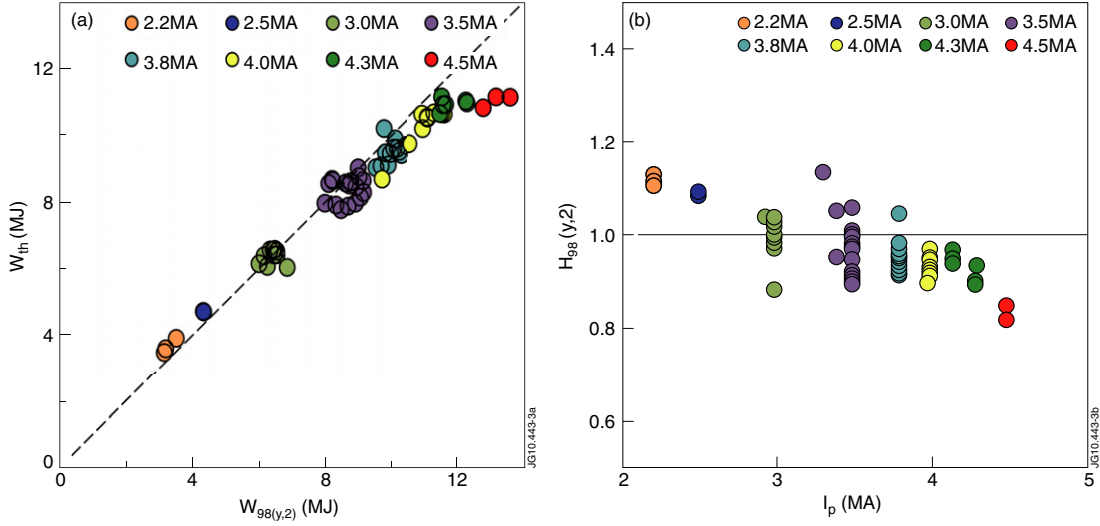 (a)
2.2MA 2.5MA 3.0MA 3.5MA
3.8MA 4.0MA 4.3MA 4.5MA
12
8
4
0
W_th (MJ)
0 4 8 12
W_98(y,2) (MJ)
JG10.443-3a
(b)
2.2MA 2.5MA 3.0MA 3.5MA
3.8MA 4.0MA 4.3MA 4.5MA
1.4
1.2
1.0
0.8
0.6
H_98 (y,2)
2 3 4 5
I_p (MA)
JG10.443-3b